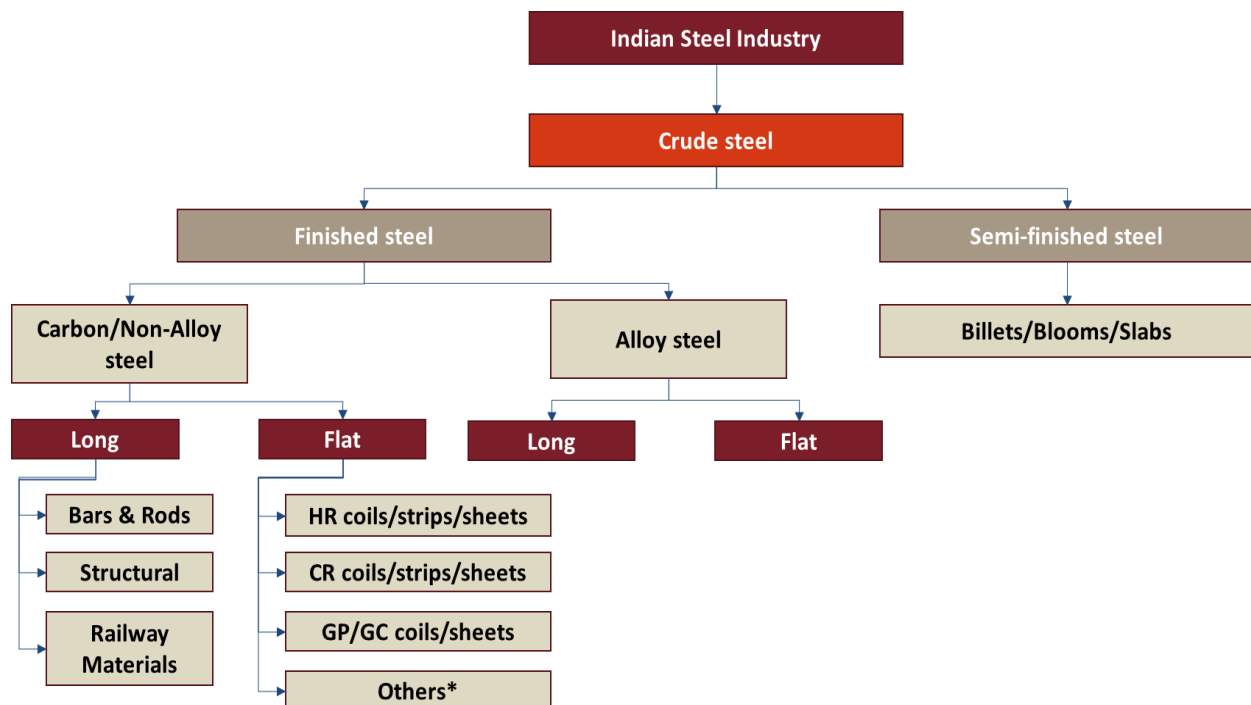 Indian Steel Industry
Crude steel
Finished steel
Semi-finished steel
Carbon/Non-Alloy
steel
Alloy steel
Billets/Blooms/Slabs
Long
Flat
Long
Flat
Bars & Rods
Structural
Railway
Materials
HR coils/strips/sheets
CR coils/strips/sheets
GP/GC coils/sheets
Others*